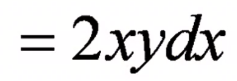 = 2xydx